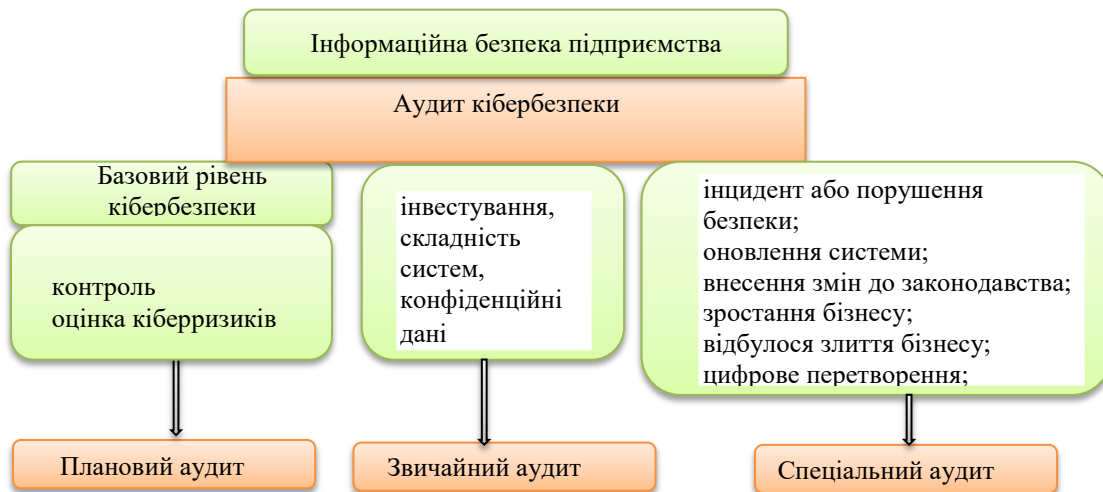 Інформаційна безпека підприємства
Аудит кібербезпеки
Базовий рівень
кібербезпеки
контроль
оцінка кіберризиків
інвестування,
складність
систем,
конфіденційні
дані
інцидент або порушення
безпеки;
оновлення системи;
внесення змін до законодавства;
зростання бізнесу;
відбулося злиття бізнесу;
цифрове перетворення;
Плановий аудит
Звичайний аудит
Спеціальний аудит